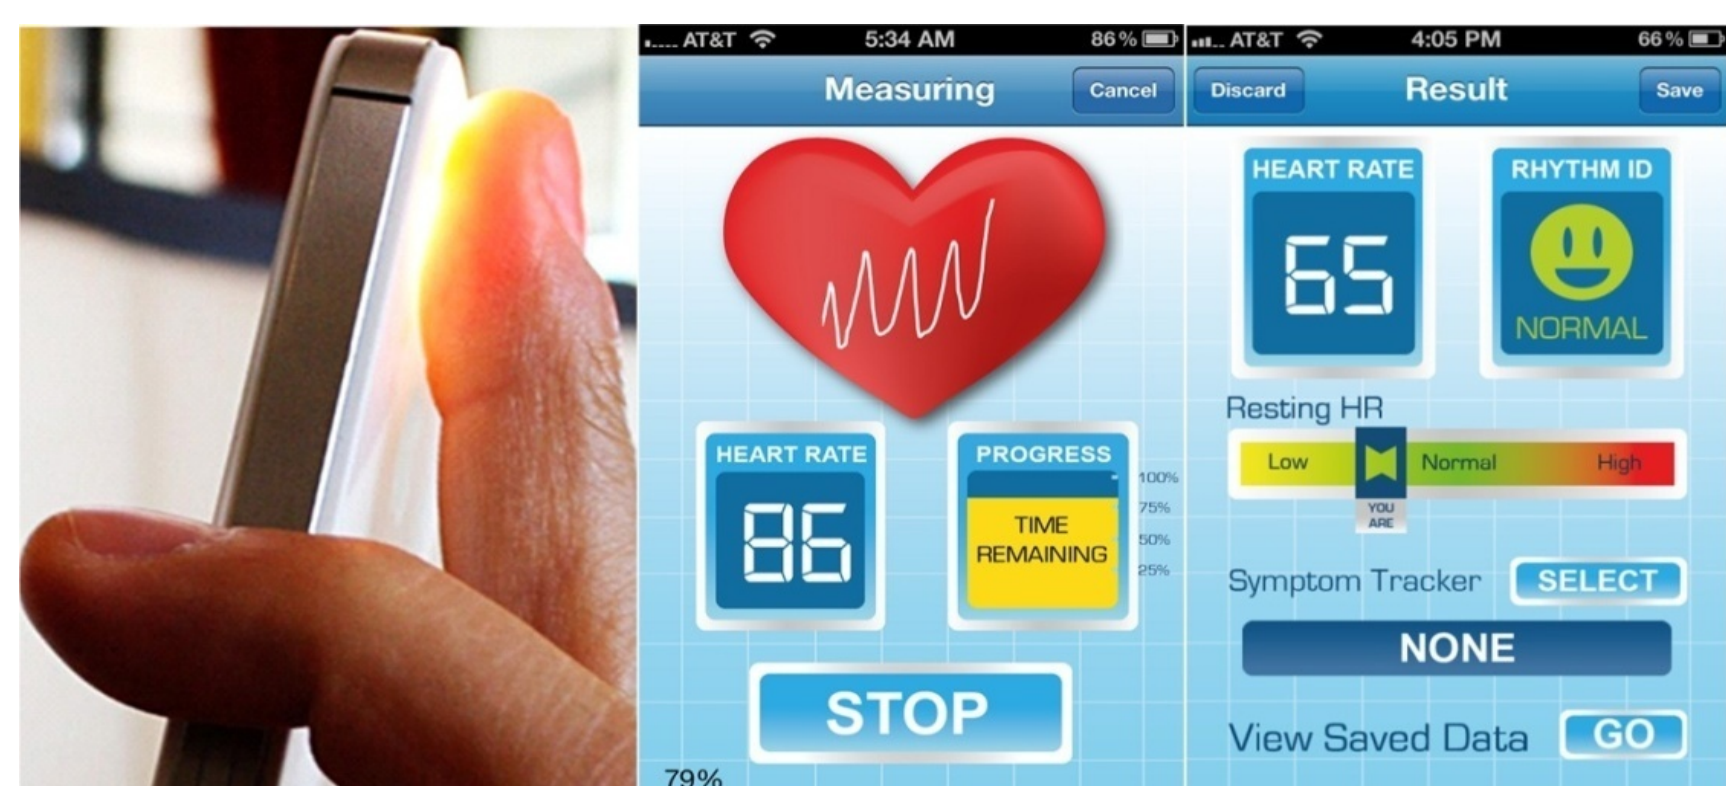 AT&T 5:34 AM 86%
Measuring Cancel
HEART RATE
86
PROGRESS
TIME
REMAINING
100%
75%
50%
25%
STOP
79%
AT&T 4:05 PM 66%
Discard Result Save
HEART RATE
65
RHYTHM ID
NORMAL
Resting HR
Low Normal High
YOU
ARE
Symptom Tracker SELECT
NONE
View Saved Data GO